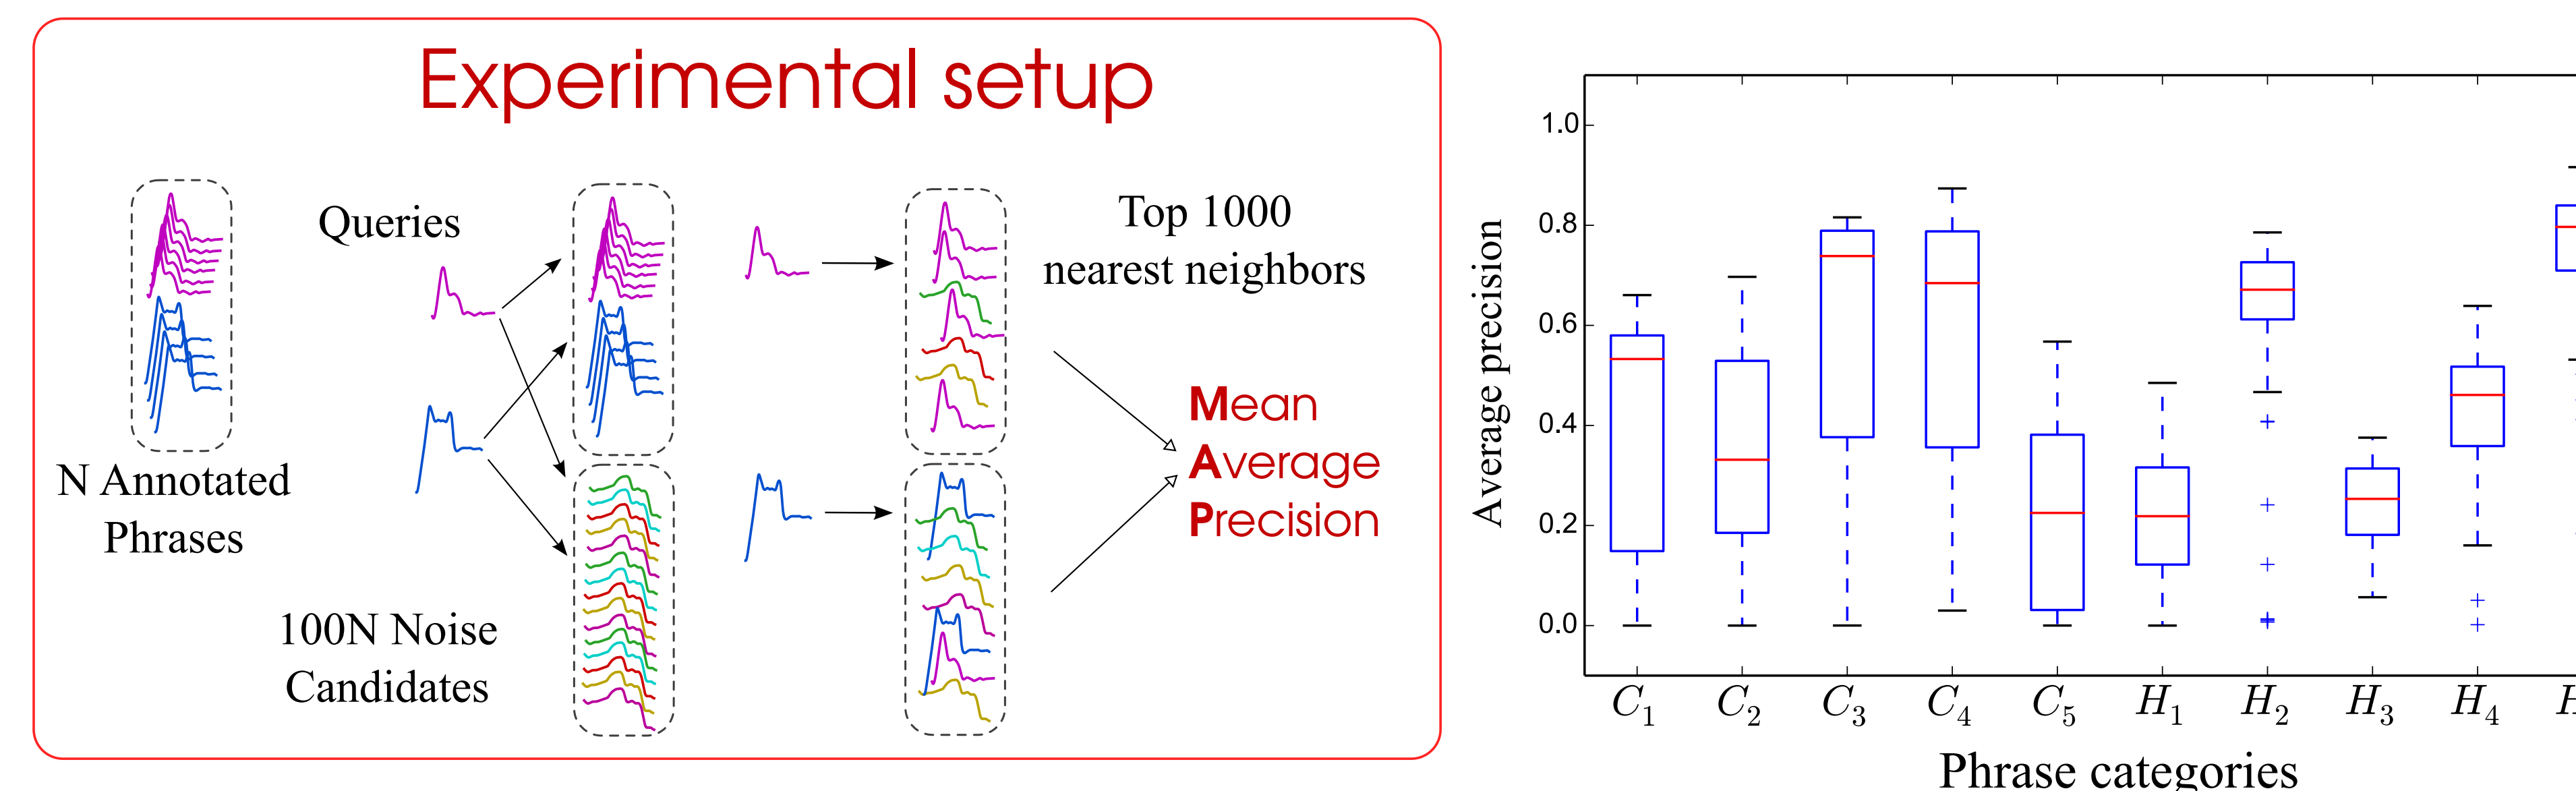 Experimental setup
Queries
N Annotated
Phrases
100N Noise
Candidates
Top 1000
nearest neighbors
Mean
Average
Precision
Average precision
1.0
0.8
0.6
0.4
0.2
0.0
C₁ C₂ C₃ C₄ C₅ H₁ H₂ H₃ H₄ H
Phrase categories